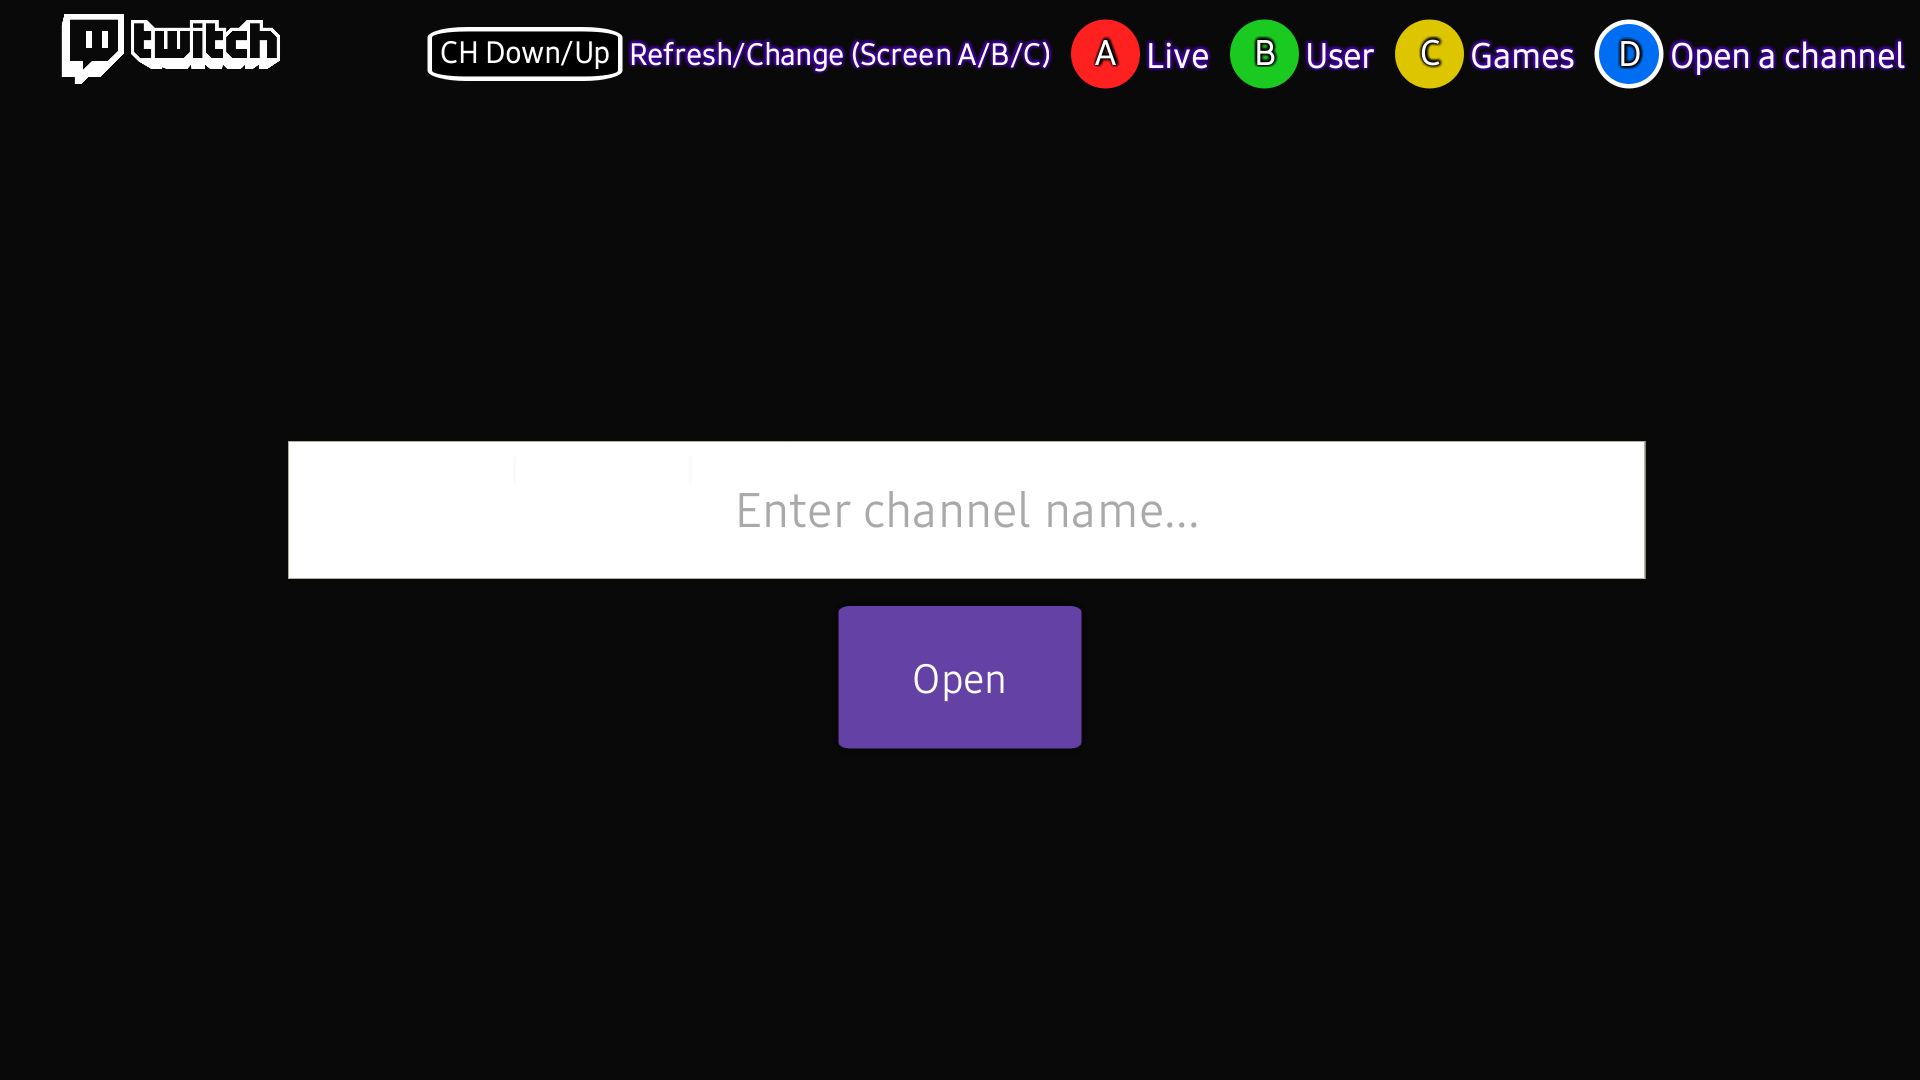 twitch CH Down/Up Refresh/Change (Screen A/B/C) A Live B User C Games D Open a channel
Enter channel name...
Open